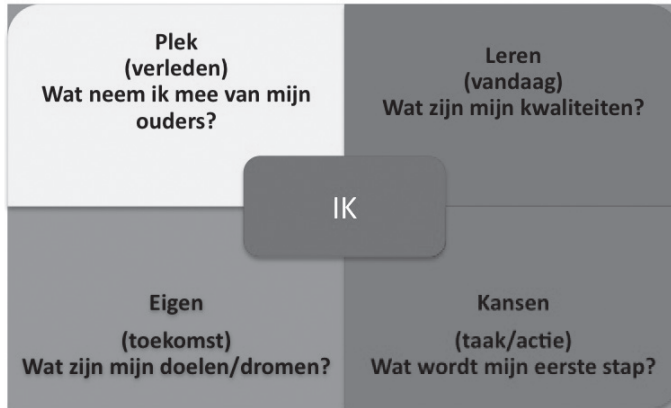 Plek
(verleden)
Wat neem ik mee van mijn
ouders?
Leren
(vandaag)
Wat zijn mijn kwaliteiten?
IK
Eigen
(toekomst)
Wat zijn mijn doelen/dromen?
Kansen
(taak/actie)
Wat wordt mijn eerste stap?